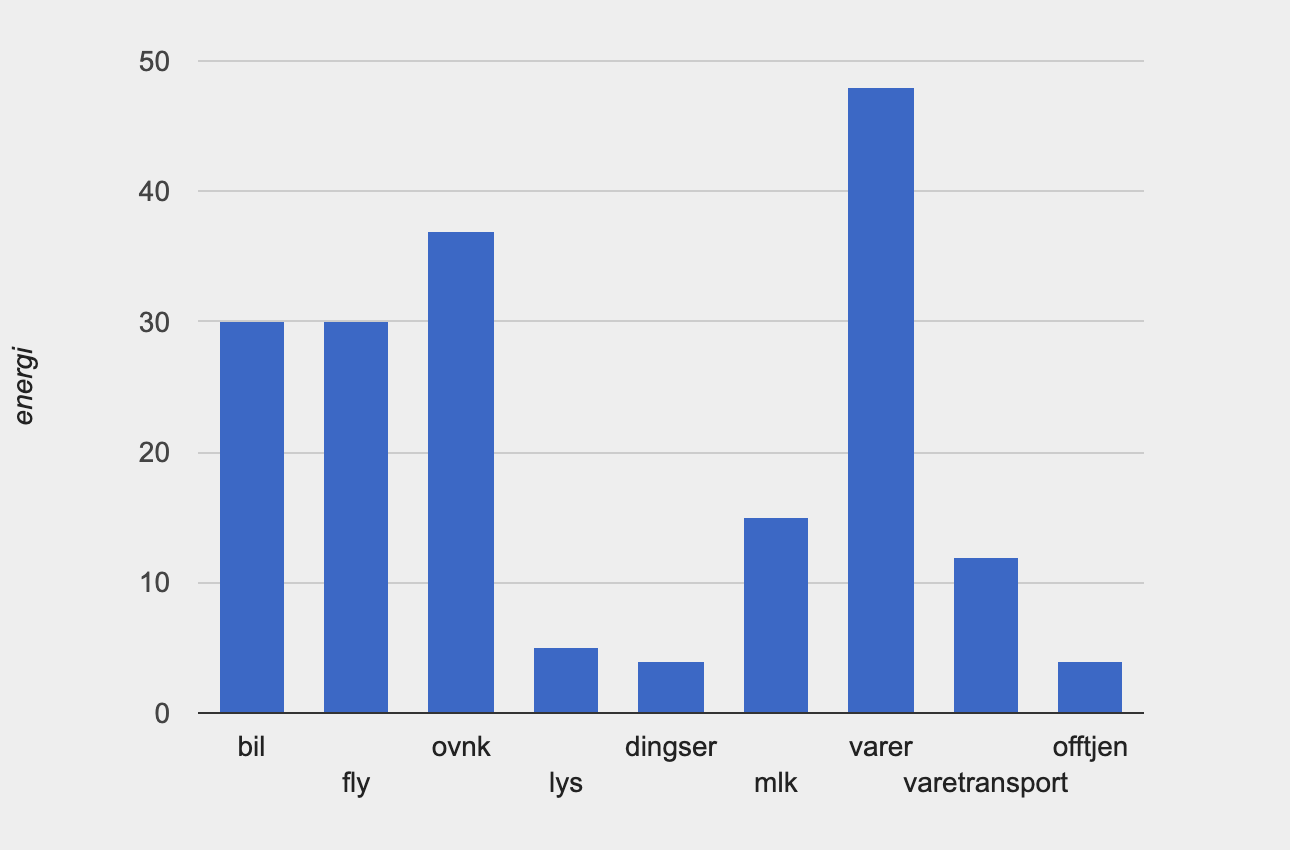 50
40
30
20
10
0
energi
bil
fly
ovnk
lys
dingser
mlk
varer
varetransport
offtjen